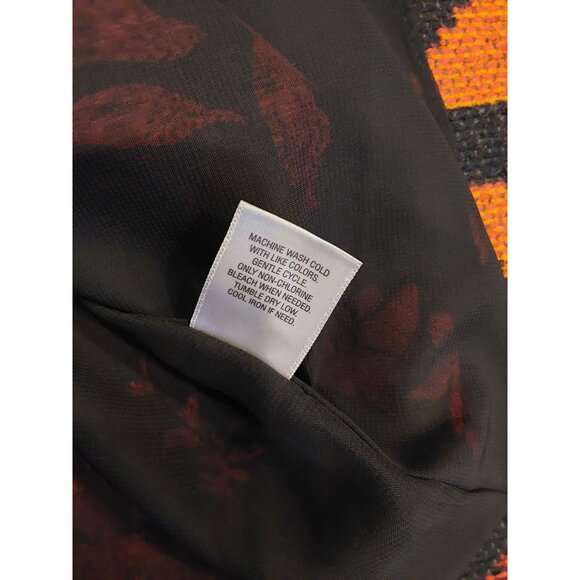 MACHINE WASH COLD
WITH LIKE COLORS.
GENTLE CYCLE.
ONLY NON-CHLORINE
BLEACH WHEN NEEDED.
TUMBLE DRY LOW.
COOL IRON IF NEED.